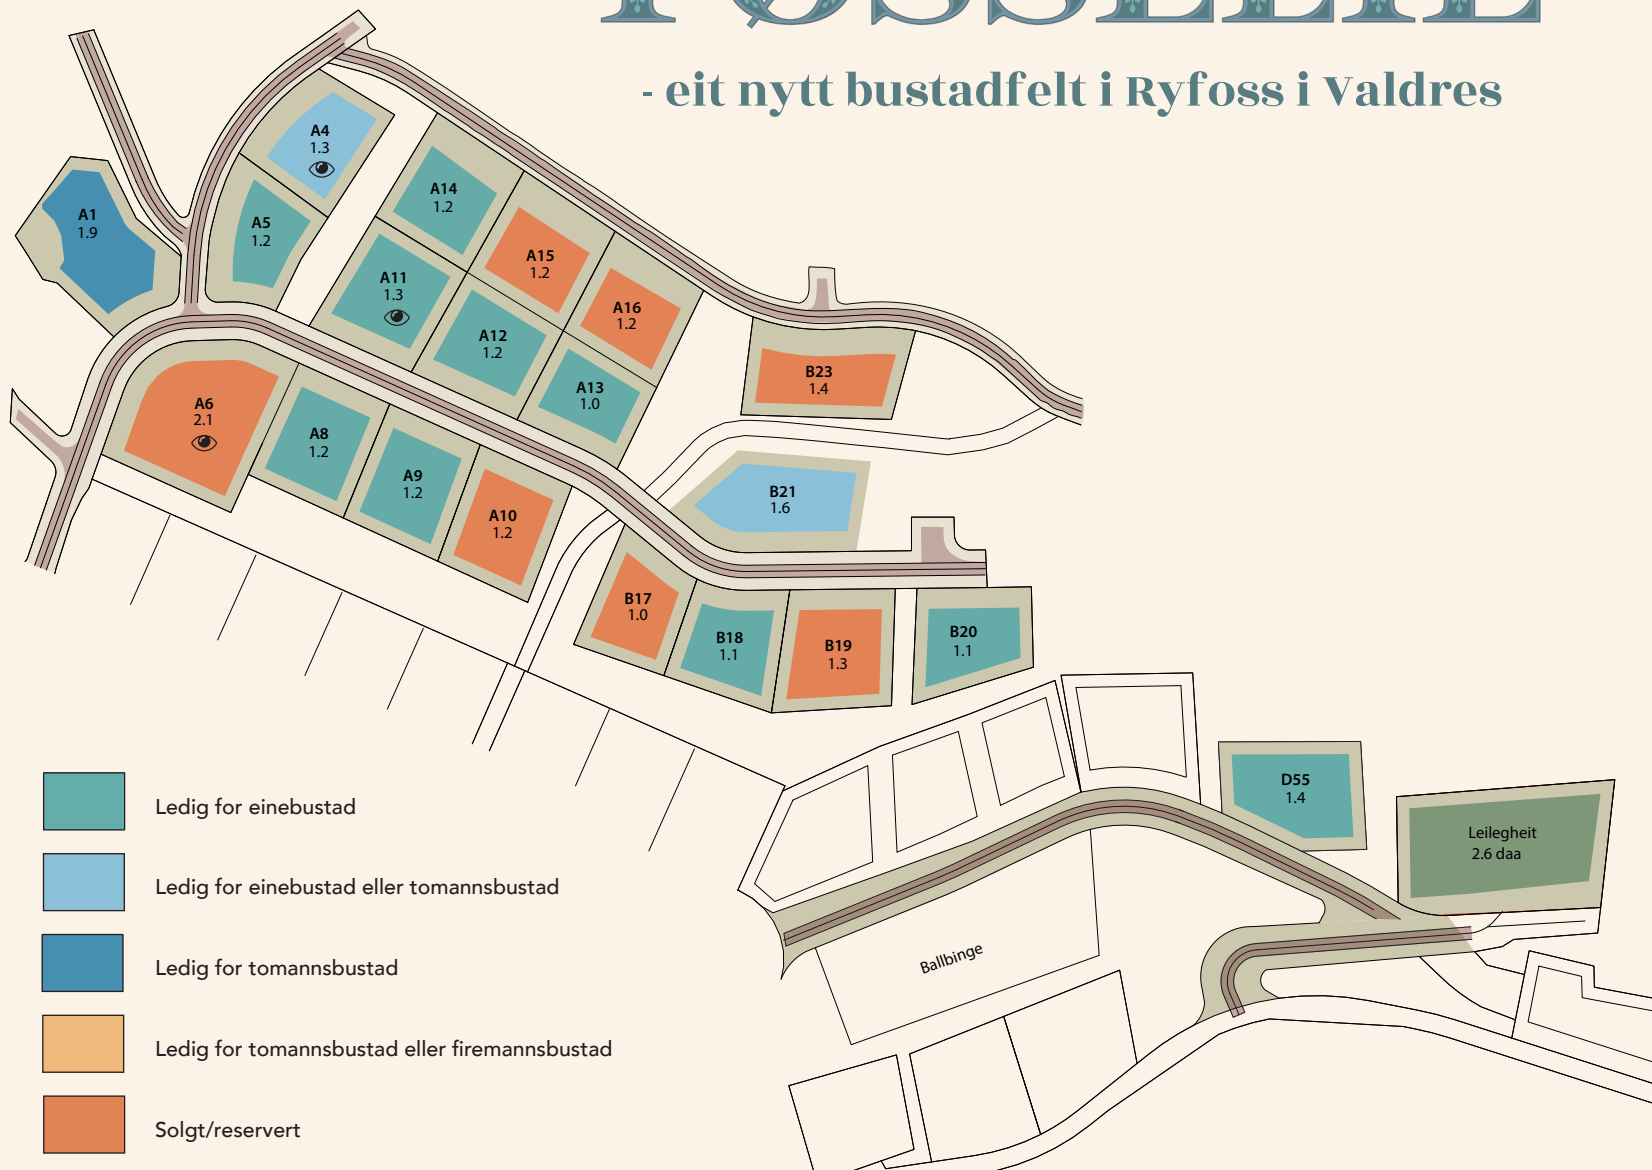 - eit nytt bustadfelt i Ryfoss i Valdres
A4
1.3
A1
1.9
A5
1.2
A14
1.2
A15
1.2
A11
1.3
A16
1.2
A12
1.2
A13
1.0
B23
1.4
A6
2.1
A8
1.2
A9
1.2
A10
1.2
B21
1.6
B17
1.0
B18
1.1
B19
1.3
B20
1.1
D55
1.4
Leilegheit
2.6 daa
Ballbinge
Ledig for einebustad
Ledig for einebustad eller tomannsbustad
Ledig for tomannsbustad
Ledig for tomannsbustad eller firemannsbustad
Solgt/reservert